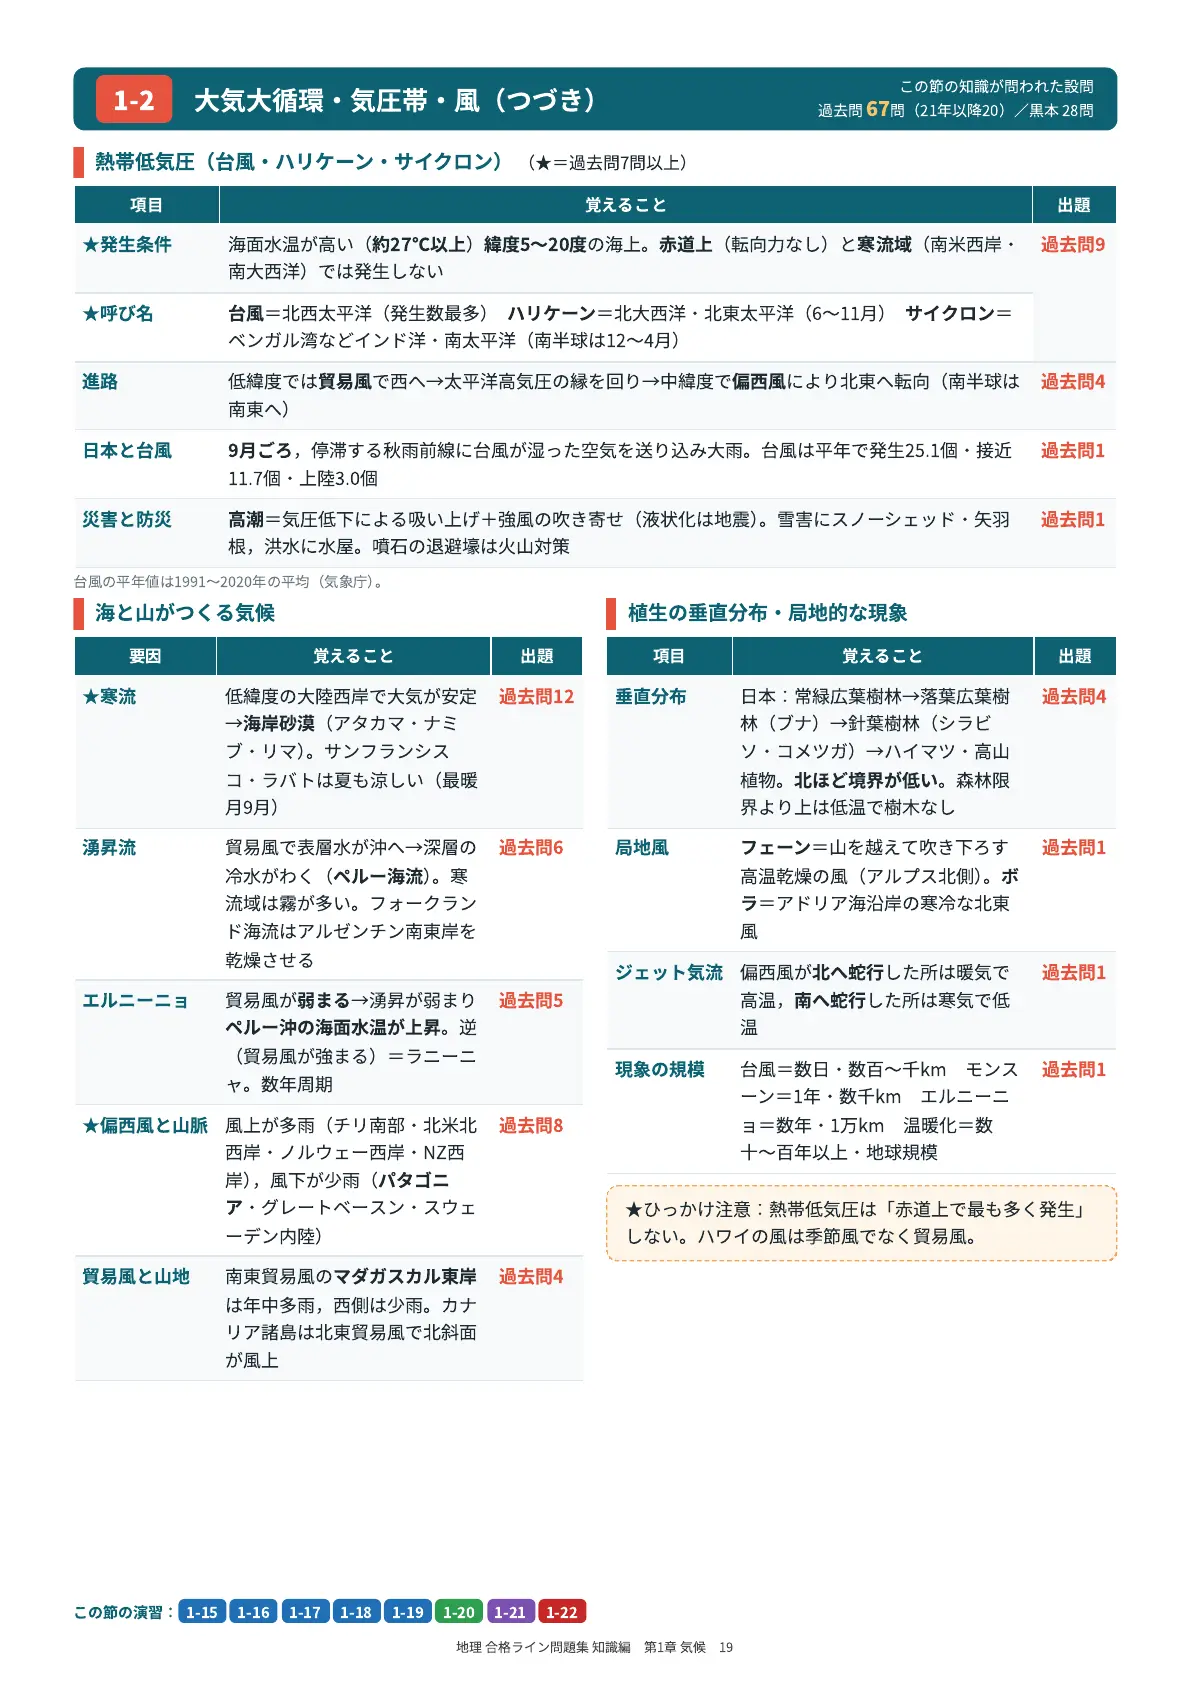 1-2
大気大循環・気圧帯・風（つづき）
この節の知識が問われた設問
過去問 67問（21年以降20）／黒本 28問
熱帯低気圧（台風・ハリケーン・サイクロン）（★＝過去問7問以上）
項目 覚えること 出題
★発生条件 海面水温が高い（約27℃以上）緯度5〜20度の海上。赤道上（転向力なし）と寒流域（南米西岸・ 過去問9
南大西洋）では発生しない
★呼び名 台風＝北西太平洋（発生数最多）　ハリケーン＝北大西洋・北東太平洋（6〜11月）　サイクロン＝
ベンガル湾などインド洋・南太平洋（南半球は12〜4月）
進路 低緯度では貿易風で西へ→太平洋高気圧の縁を回り→中緯度で偏西風により北東へ転向（南半球は 過去問4
南東へ）
日本と台風 9月ごろ，停滞する秋雨前線に台風が湿った空気を送り込み大雨。台風は平年で発生25.1個・接近 過去問1
11.7個・上陸3.0個
災害と防災 高潮＝気圧低下による吸い上げ＋強風の吹き寄せ（液状化は地震）。雪害にスノーシェッド・矢羽 過去問1
根，洪水に水屋。噴石の退避壕は火山対策
台風の平年値は1991〜2020年の平均（気象庁）。
海と山がつくる気候
要因 覚えること 出題
★寒流 低緯度の大陸西岸で大気が安定 過去問12
→海岸砂漠（アタカマ・ナミ
ブ・リマ）。サンフランシス
コ・ラバトは夏も涼しい（最暖
月9月）
湧昇流 貿易風で表層水が沖へ→深層の 過去問6
冷水がわく（ペルー海流）。寒
流域は霧が多い。フォークラン
ド海流はアルゼンチン南東岸を
乾燥させる
エルニーニョ 貿易風が弱まる→湧昇が弱まり 過去問5
ペルー沖の海面水温が上昇。逆
（貿易風が強まる）＝ラニーニ
ャ。数年周期
★偏西風と山脈 風上が多雨（チリ南部・北米北 過去問8
西岸・ノルウェー西岸・NZ西
岸），風下が少雨（パタゴニ
ア・グレートベースン・スウェ
ーデン内陸）
貿易風と山地 南東貿易風のマダガスカル東岸 過去問4
は年中多雨，西側は少雨。カナ
リア諸島は北東貿易風で北斜面
が風上
植生の垂直分布・局地的な現象
項目 覚えること 出題
垂直分布 日本：常緑広葉樹林→落葉広葉樹 過去問4
林（ブナ）→針葉樹林（シラビ
ソ・コメツガ）→ハイマツ・高山
植物。北ほど境界が低い。森林限
界より上は低温で樹木なし
局地風 フェーン＝山を越えて吹き下ろす 過去問1
高温乾燥の風（アルプス北側）。ボ
ラ＝アドリア海沿岸の寒冷な北東
風
ジェット気流 偏西風が北へ蛇行した所は暖気で 過去問1
高温，南へ蛇行した所は寒気で低
温
現象の規模 台風＝数日・数百〜千km　モンス 過去問1
ーン＝1年・数千km　エルニーニ
ョ＝数年・1万km　温暖化＝数
十〜百年以上・地球規模
★ひっかけ注意：熱帯低気圧は「赤道上で最も多く発生」
しない。ハワイの風は季節風でなく貿易風。
この節の演習： 1-15 1-16 1-17 1-18 1-19 1-20 1-21 1-22
地理 合格ライン問題集 知識編　第1章 気候　19